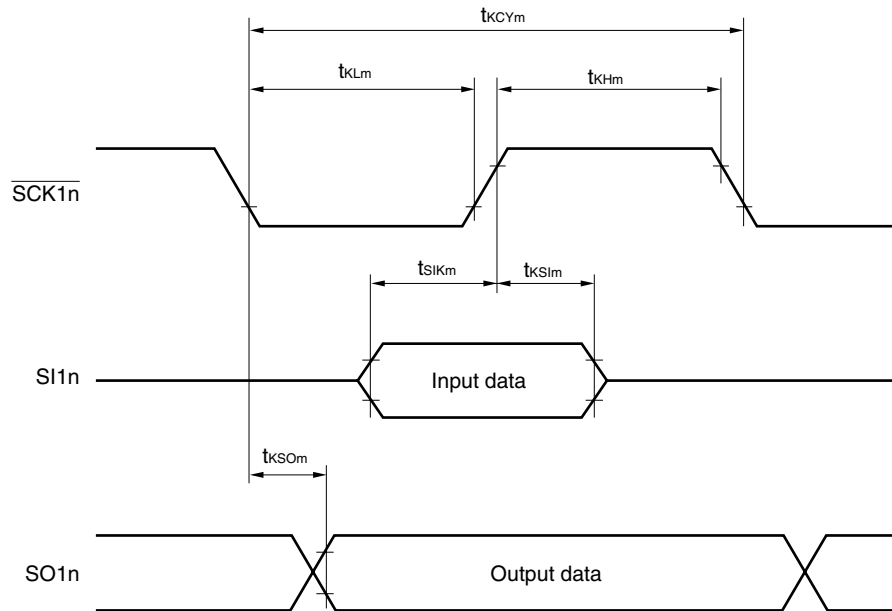 tKCYm
tKLm
tKHm
SCK1n
tSIKm
tKSIm
SI1n
Input data
tKSOm
SO1n
Output data